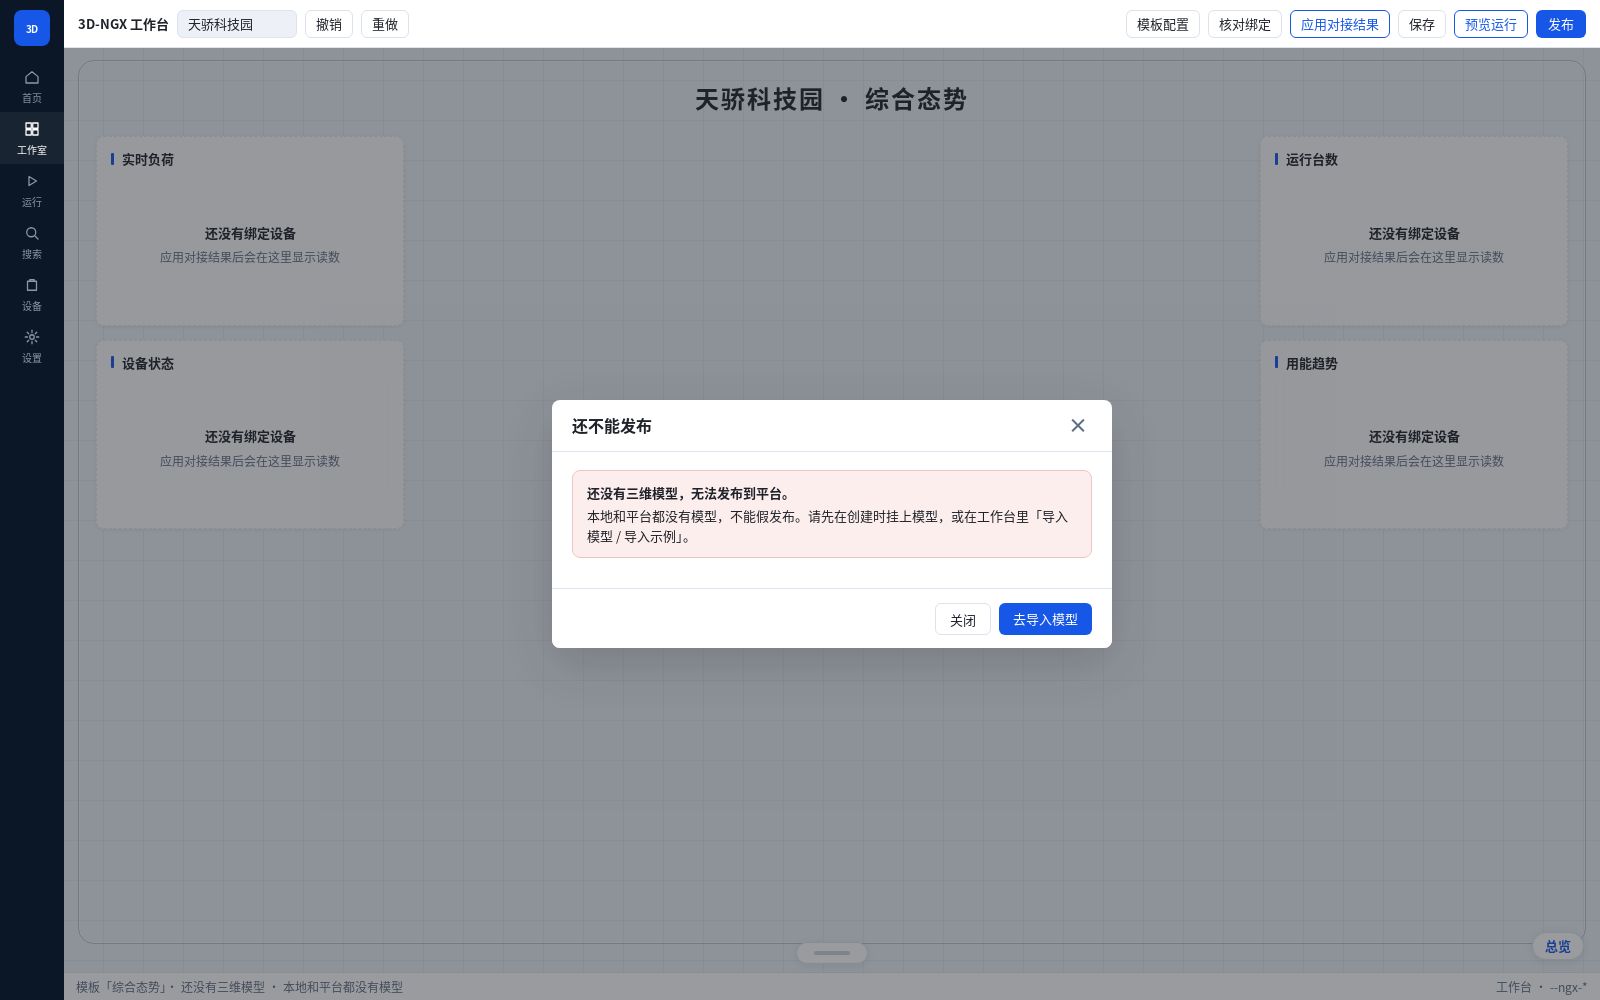 3D
3D-NGX 工作台
天骄科技园
撤销
重做
模板配置
核对绑定
应用对接结果
保存
预览运行
发布
首页
工作室
运行
搜索
设备
设置
天骄科技园 · 综合态势
实时负荷
还没有绑定设备
应用对接结果后会在这里显示读数
运行台数
还没有绑定设备
应用对接结果后会在这里显示读数
设备状态
还没有绑定设备
应用对接结果后会在这里显示读数
用能趋势
还没有绑定设备
应用对接结果后会在这里显示读数
还不能发布
还没有三维模型，无法发布到平台。
本地和平台都没有模型，不能假发布。请先在创建时挂上模型，或在工作台里「导入
模型 / 导入示例」。
关闭
去导入模型
总览
模板「综合态势」· 还没有三维模型 · 本地和平台都没有模型
工作台 · --ngx-*